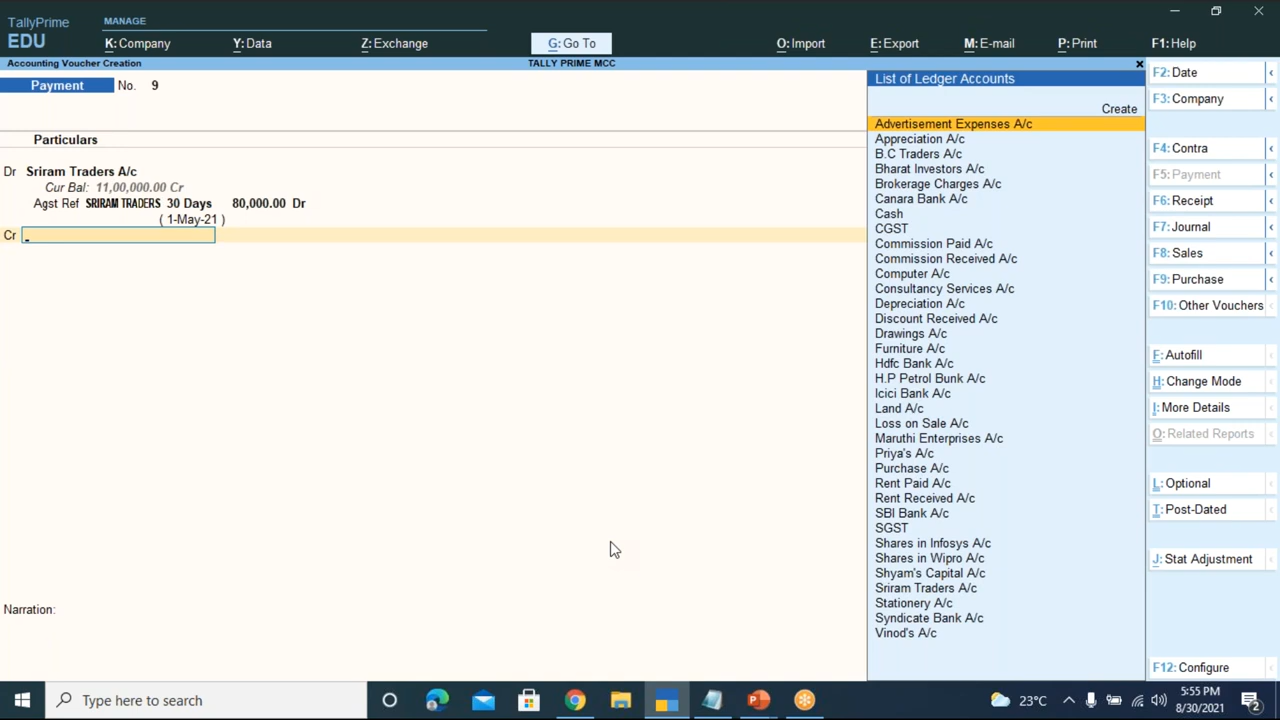 TallyPrime
EDU
MANAGE
K: Company
Y: Data
Z: Exchange
G: Go To
O: Import
E: Export
M: E-mail
P: Print
F1: Help
Accounting Voucher Creation
TALLY PRIME MCC
Payment No. 9
Particulars
Dr Sriram Traders A/c
Cur Bal: 11,00,000.00 Cr
Agst Ref SRIRAM TRADERS 30 Days 80,000.00 Dr
( 1-May-21 )
Cr
Narration:
List of Ledger Accounts
Create
Advertisement Expenses A/c
Appreciation A/c
B.C Traders A/c
Bharat Investors A/c
Brokerage Charges A/c
Canara Bank A/c
Cash
CGST
Commission Paid A/c
Commission Received A/c
Computer A/c
Consultancy Services A/c
Depreciation A/c
Discount Received A/c
Drawings A/c
Furniture A/c
Hdfc Bank A/c
H.P Petrol Bunk A/c
Icici Bank A/c
Land A/c
Loss on Sale A/c
Maruthi Enterprises A/c
Priya's A/c
Purchase A/c
Rent Paid A/c
Rent Received A/c
SBI Bank A/c
SGST
Shares in Infosys A/c
Shares in Wipro A/c
Shyam's Capital A/c
Sriram Traders A/c
Stationery A/c
Syndicate Bank A/c
Vinod's A/c
F2: Date
F3: Company
F4: Contra
F5: Payment
F6: Receipt
F7: Journal
F8: Sales
F9: Purchase
F10: Other Vouchers
F: Autofill
H: Change Mode
I: More Details
O: Related Reports
L: Optional
T: Post-Dated
J: Stat Adjustment
F12: Configure
Type here to search
23°C
5:55 PM
8/30/2021
2